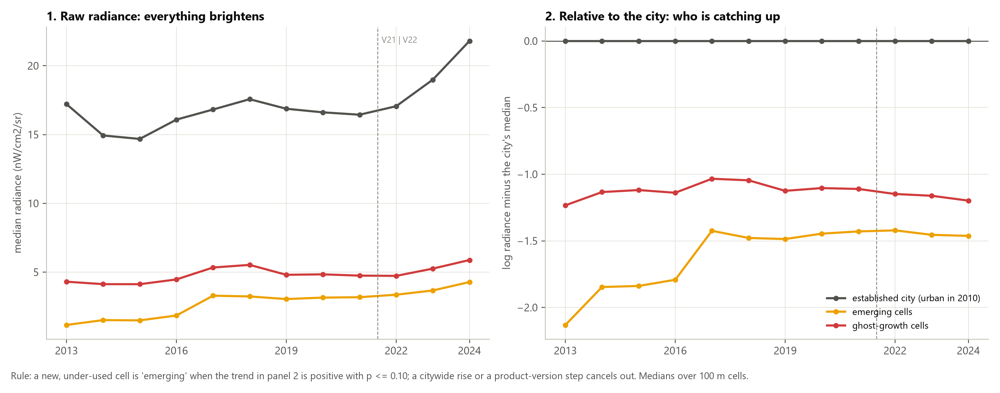 1. Raw radiance: everything brightens
median radiance (nW/cm2/sr)
20
15
10
5
V21 | V22
2013
2016
2019
2022
2024
2. Relative to the city: who is catching up
log radiance minus the city's median
0.0
−0.5
−1.0
−1.5
−2.0
established city (urban in 2010)
emerging cells
ghost-growth cells
2013
2016
2019
2022
2024
Rule: a new, under-used cell is 'emerging' when the trend in panel 2 is positive with p <= 0.10; a citywide rise or a product-version step cancels out. Medians over 100 m cells.